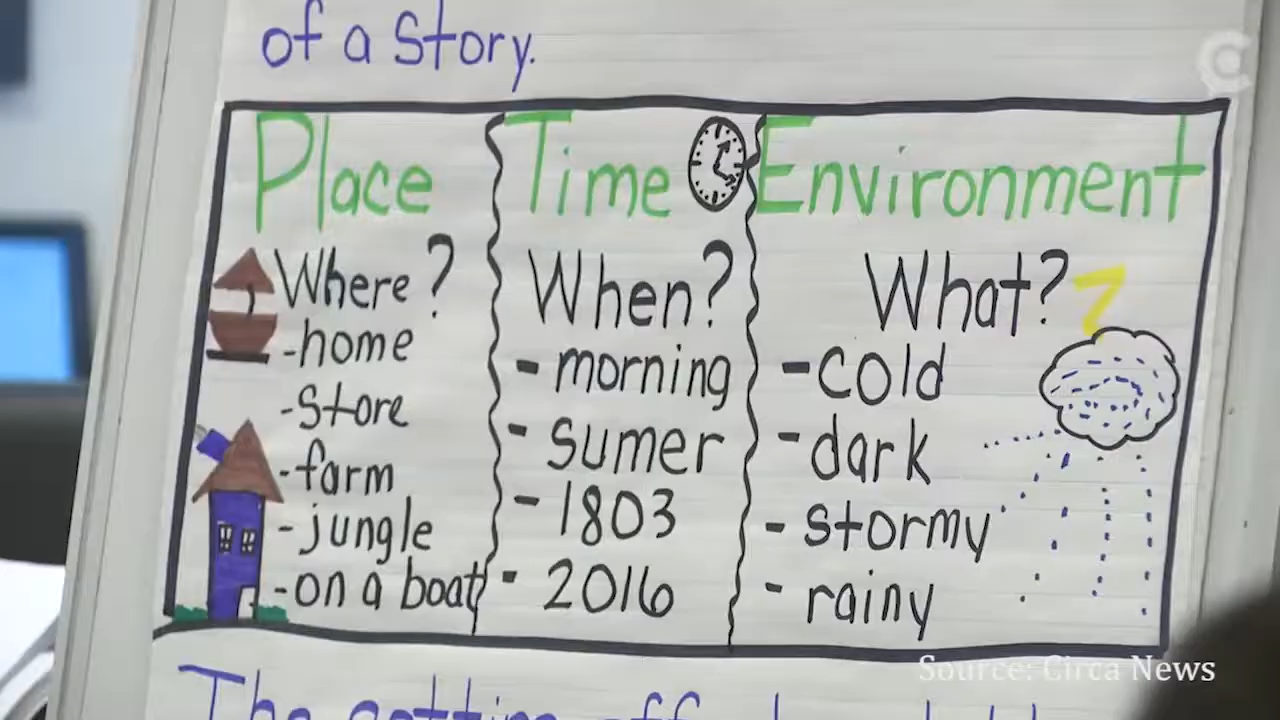 of a story.
Place
Where?
-home
-store
-farm
-jungle
-on a boat
Time
When?
- morning
- sumer
- 1803
- 2016
Environment
What?
- cold
- dark
- stormy
- rainy
The
Source: Circa News